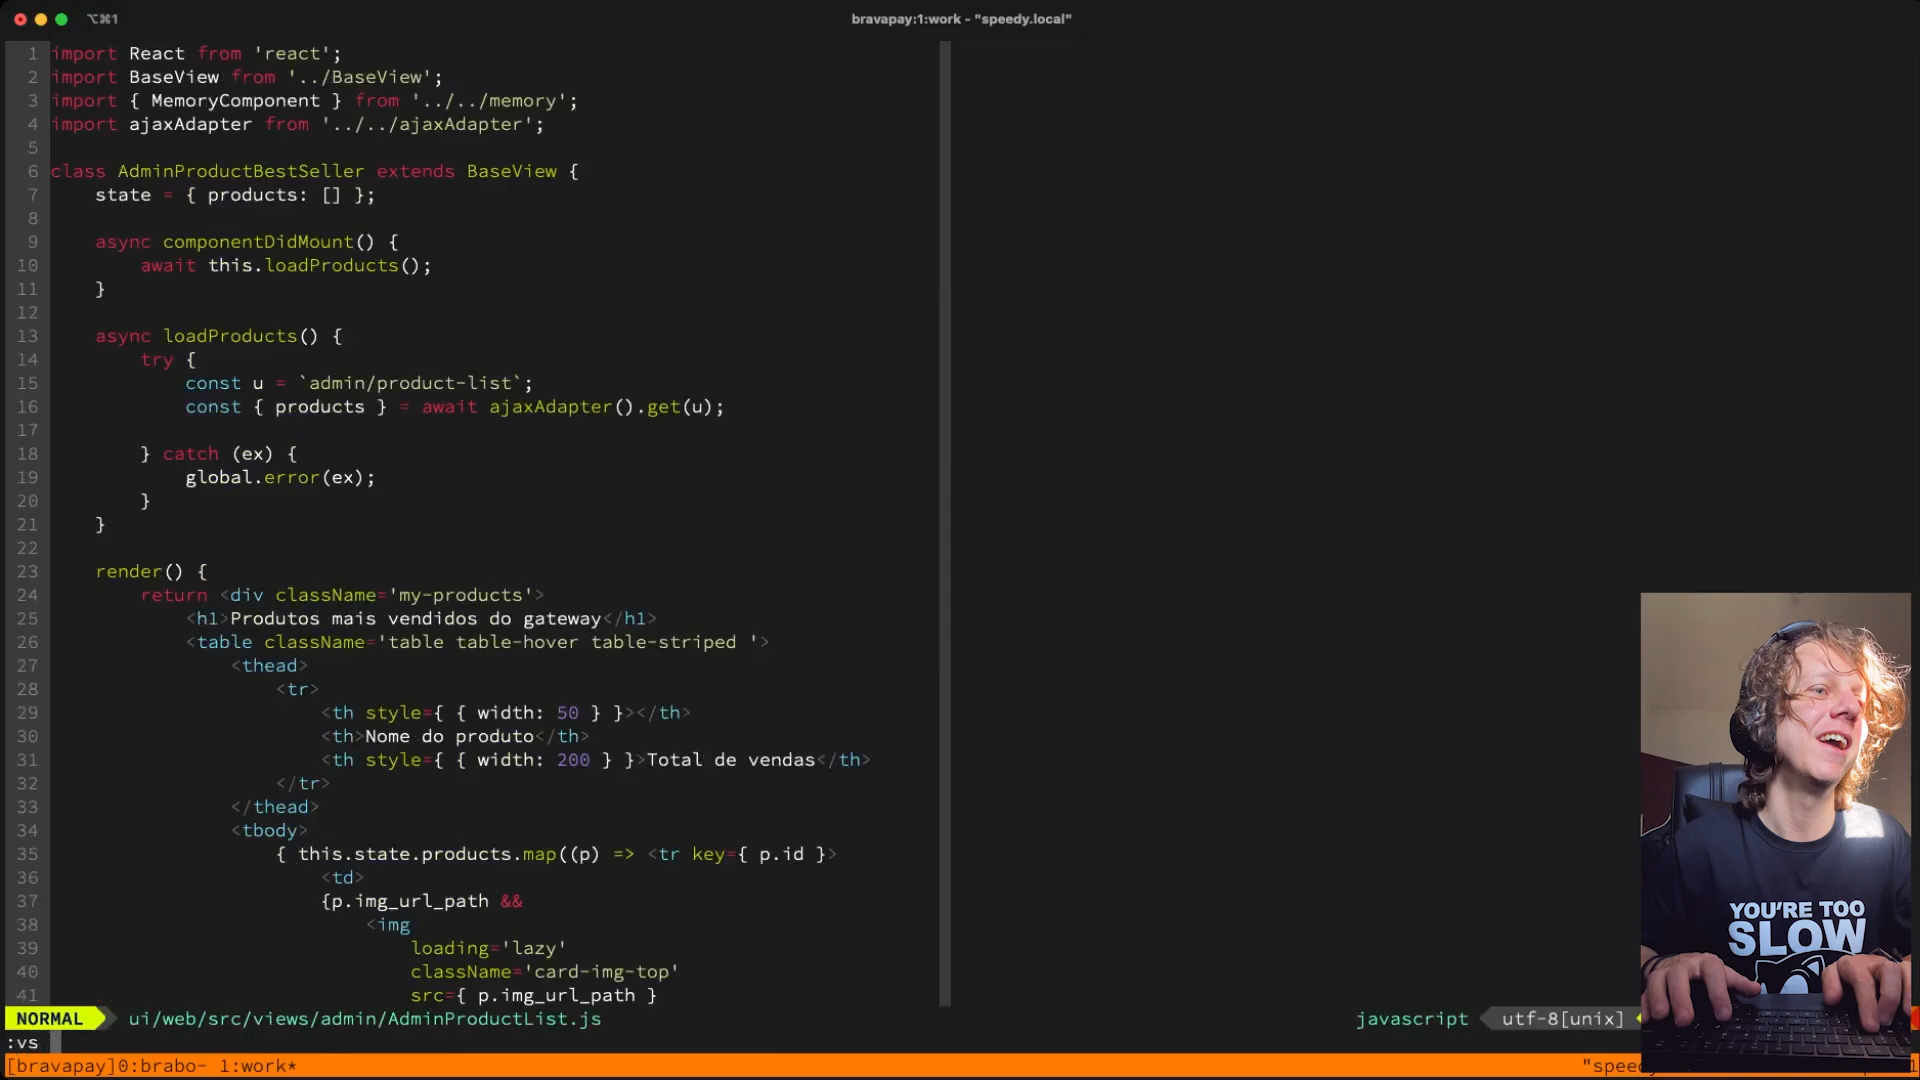 ⌥⌘1
bravapay:1:work - "speedy.local"
1 import React from 'react';
2 import BaseView from '../BaseView';
3 import { MemoryComponent } from '../../memory';
4 import ajaxAdapter from '../../ajaxAdapter';
5
6 class AdminProductBestSeller extends BaseView {
7     state = { products: [] };
8
9     async componentDidMount() {
10         await this.loadProducts();
11     }
12
13     async loadProducts() {
14         try {
15             const u = `admin/product-list`;
16             const { products } = await ajaxAdapter().get(u);
17
18         } catch (ex) {
19             global.error(ex);
20         }
21     }
22
23     render() {
24         return <div className='my-products'>
25             <h1>Produtos mais vendidos do gateway</h1>
26             <table className='table table-hover table-striped '>
27                 <thead>
28                     <tr>
29                         <th style={ { width: 50 } }></th>
30                         <th>Nome do produto</th>
31                         <th style={ { width: 200 } }>Total de vendas</th>
32                     </tr>
33                 </thead>
34                 <tbody>
35                     { this.state.products.map((p) => <tr key={ p.id }>
36                         <td>
37                         {p.img_url_path &&
38                             <img
39                                 loading='lazy'
40                                 className='card-img-top'
41                                 src={ p.img_url_path }
NORMAL ui/web/src/views/admin/AdminProductList.js javascript utf-8[unix]
:vs
[bravapay]0:brabo- 1:work*
YOU'RE TOO
SLOW